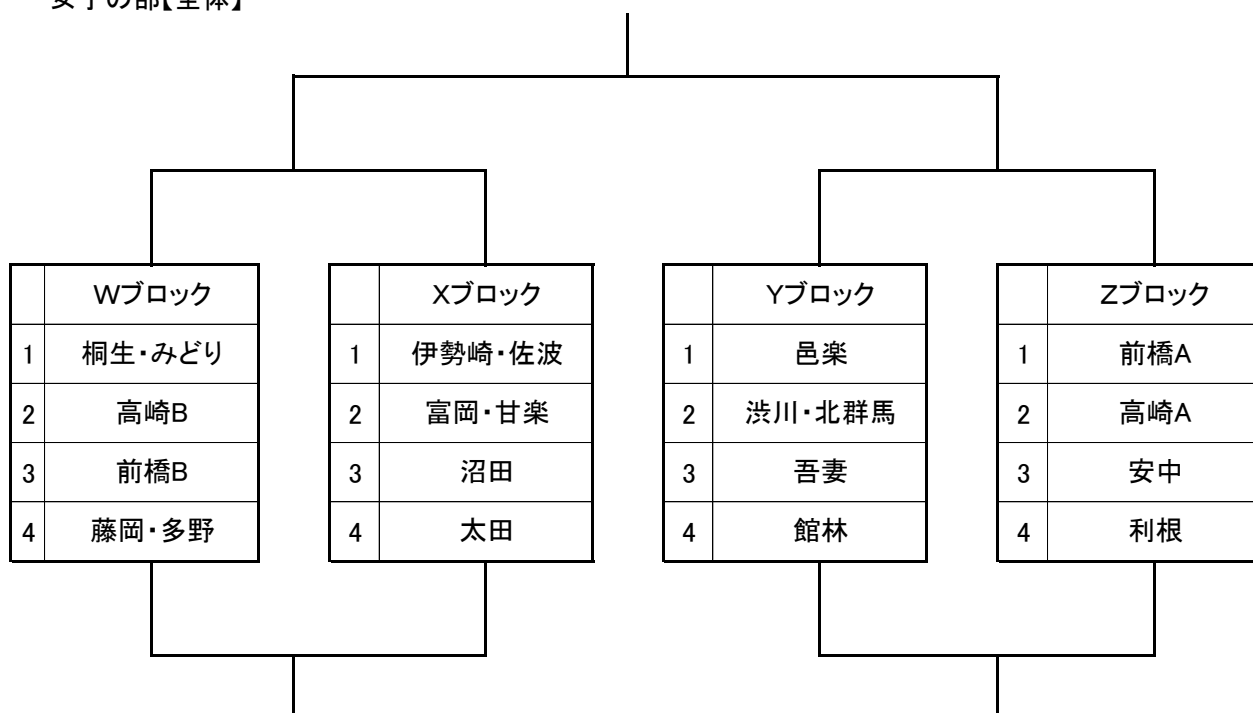 女子の部【全体】
Wブロック
1 桐生・みどり
2 高崎B
3 前橋B
4 藤岡・多野
Xブロック
1 伊勢崎・佐波
2 富岡・甘楽
3 沼田
4 太田
Yブロック
1 邑楽
2 渋川・北群馬
3 吾妻
4 館林
Zブロック
1 前橋A
2 高崎A
3 安中
4 利根